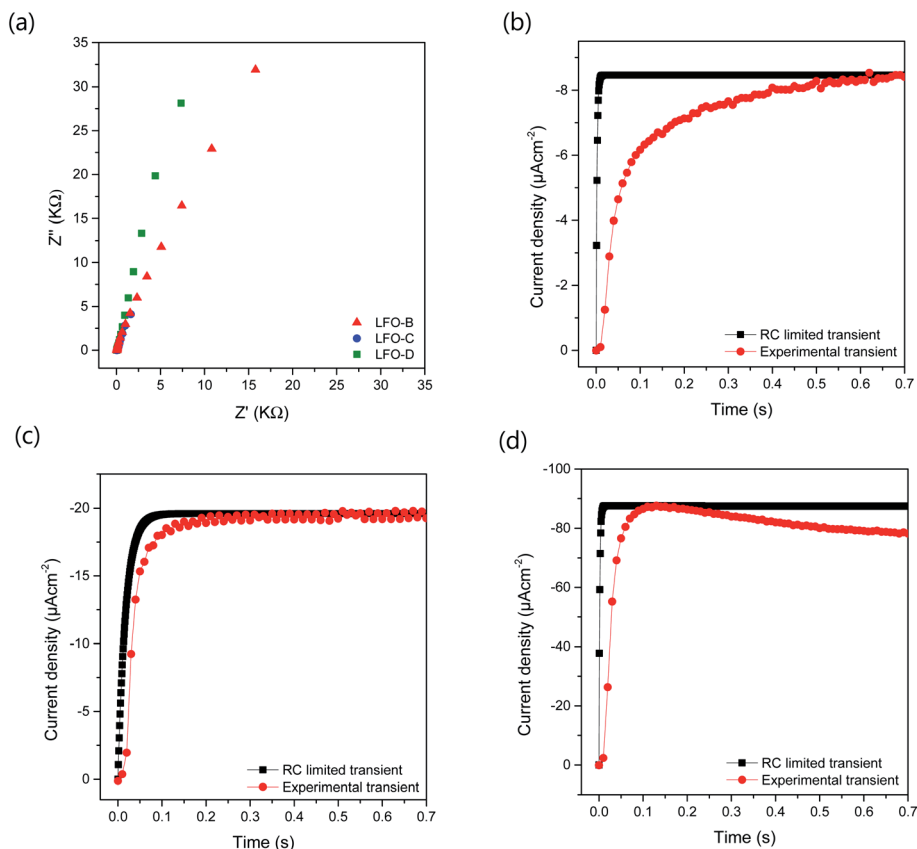 (a)
35
30
25
20
15
10
5
0
Z'' (KΩ)
LFO-B
LFO-C
LFO-D
0 5 10 15 20 25 30 35
Z' (KΩ)
(b)
-8
-6
-4
-2
0
Current density (µAcm⁻²)
RC limited transient
Experimental transient
0.0 0.1 0.2 0.3 0.4 0.5 0.6 0.7
Time (s)
(c)
-20
-15
-10
-5
0
Current density (µAcm⁻²)
RC limited transient
Experimental transient
0.0 0.1 0.2 0.3 0.4 0.5 0.6 0.7
Time (s)
(d)
-100
-80
-60
-40
-20
0
Current density (µAcm⁻²)
RC limited transient
Experimental transient
0.0 0.1 0.2 0.3 0.4 0.5 0.6 0.7
Time (s)